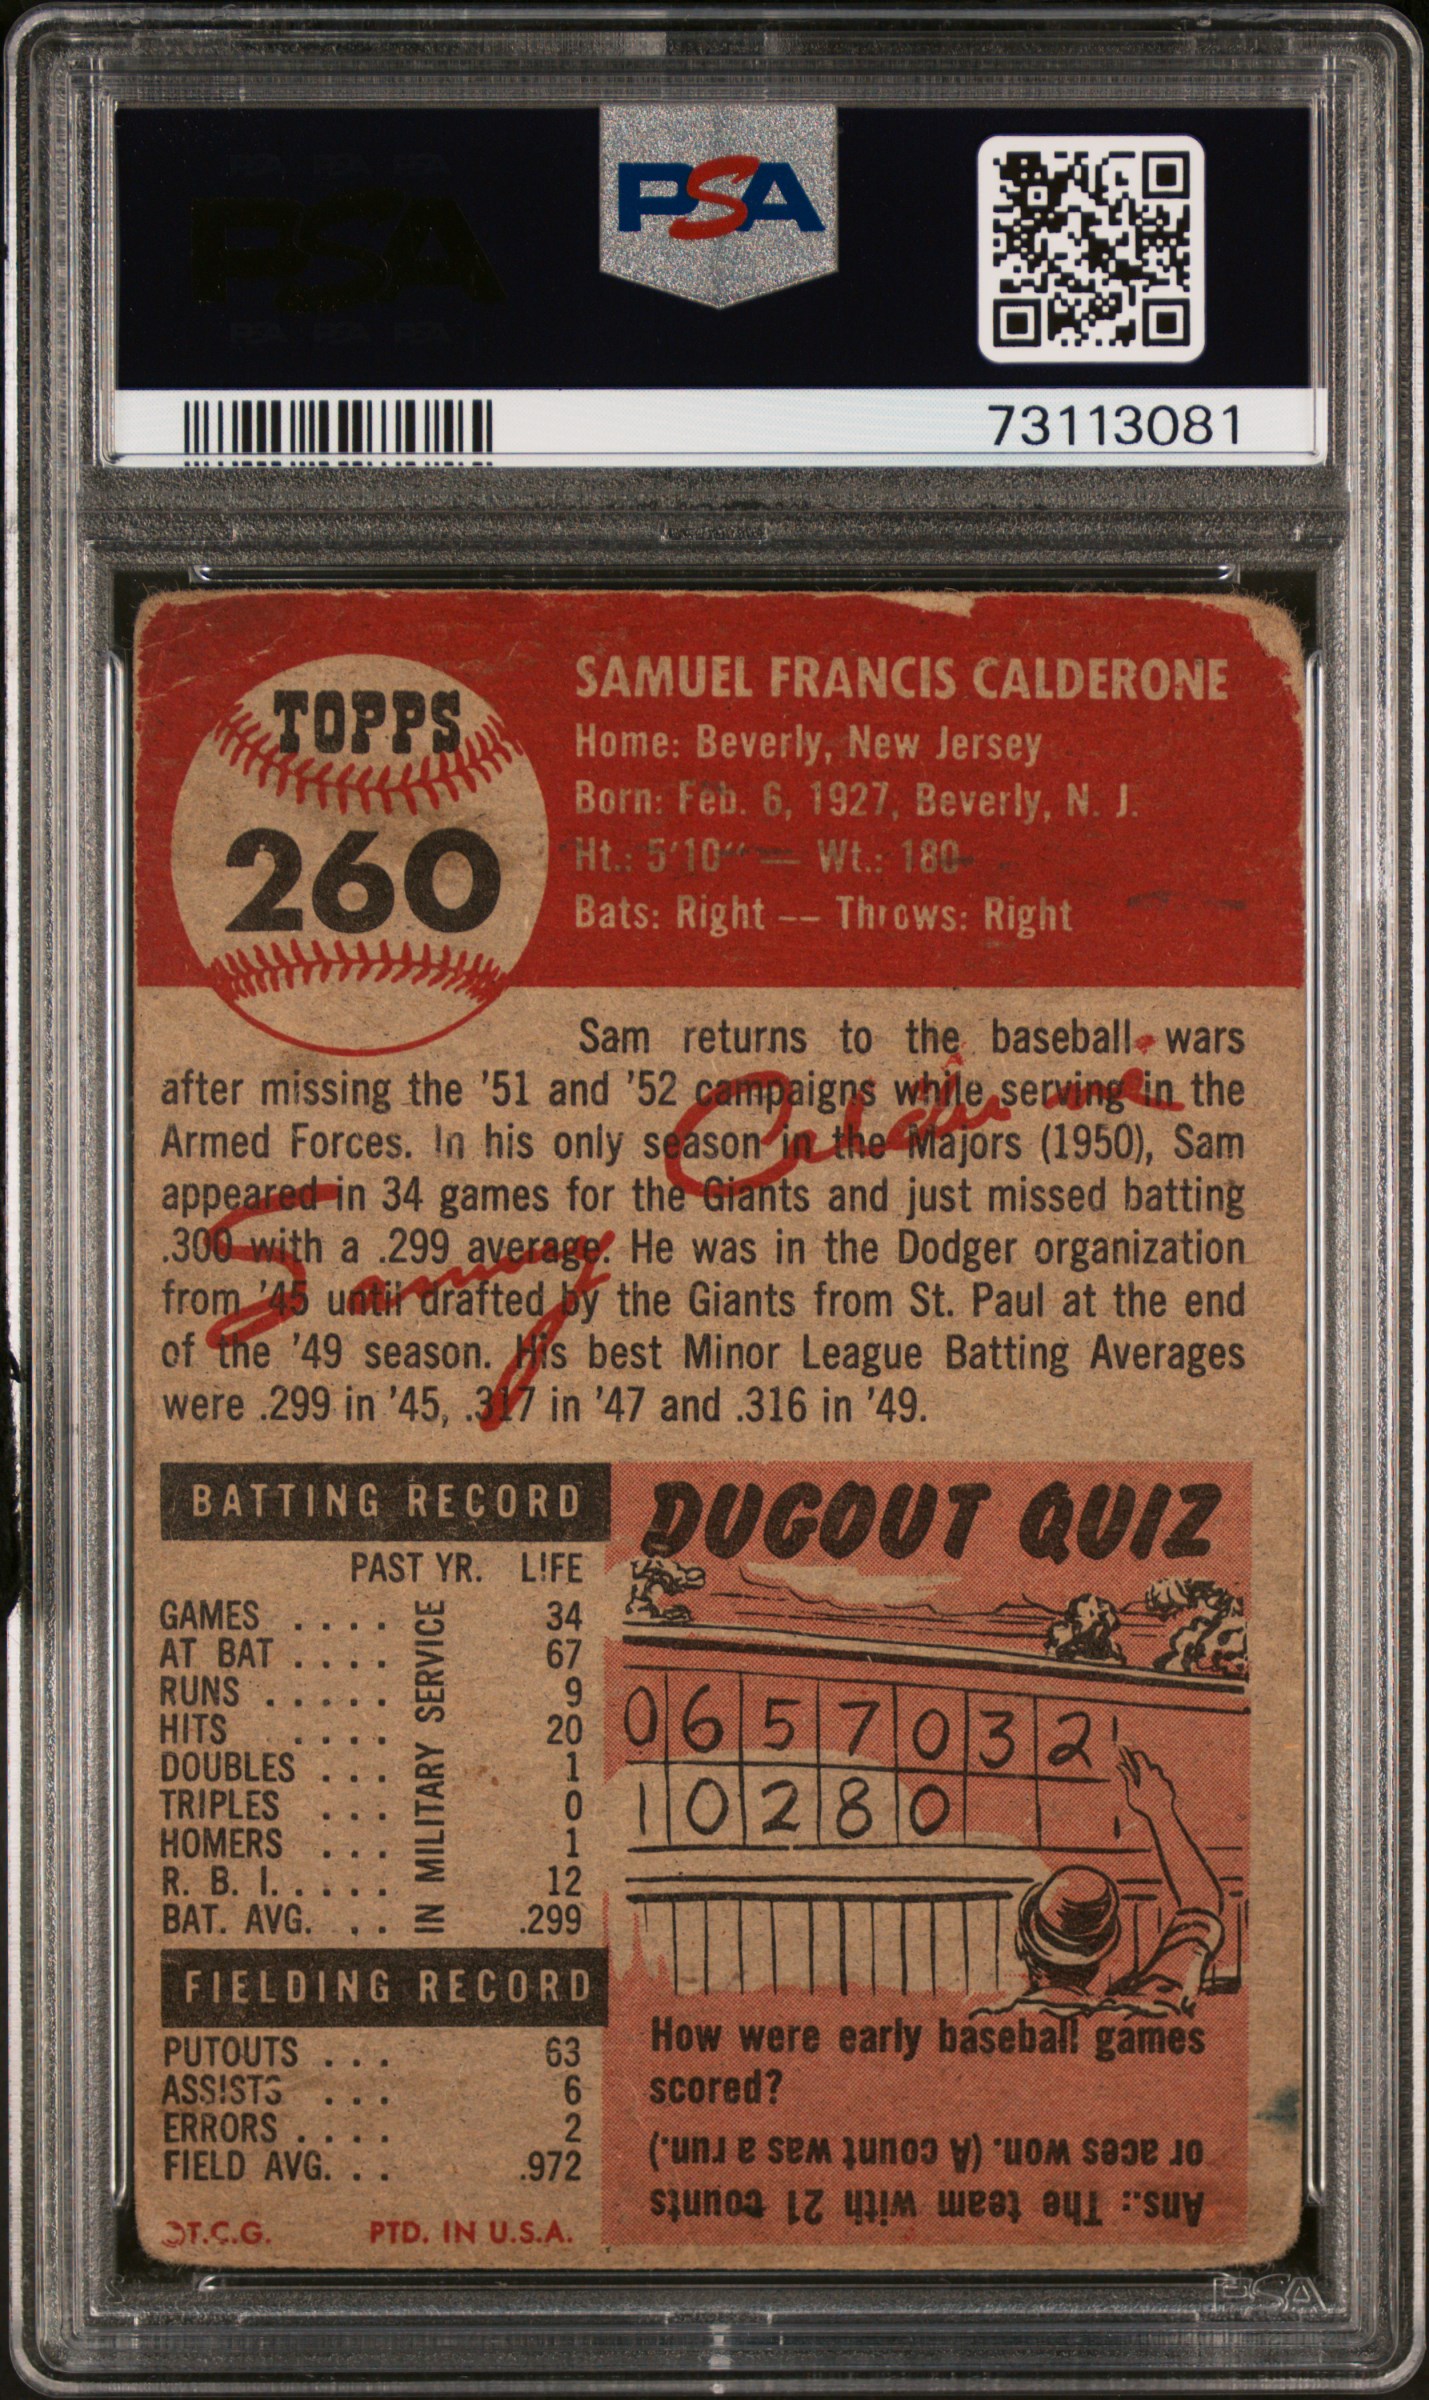 PSA
73113081
TOPPS
260
SAMUEL FRANCIS CALDERONE
Home: Beverly, New Jersey
Born: Feb. 6, 1927, Beverly, N. J.
Ht.: 5'10" — Wt.: 180
Bats: Right -- Throws: Right
Sam returns to the baseball wars
after missing the '51 and '52 campaigns while serving in the
Armed Forces. In his only season in the Majors (1950), Sam
appeared in 34 games for the Giants and just missed batting
.300 with a .299 average. He was in the Dodger organization
from '45 until drafted by the Giants from St. Paul at the end
of the '49 season. His best Minor League Batting Averages
were .299 in '45, .317 in '47 and .316 in '49.
Sammy Calderone
BATTING RECORD
PAST YR. LIFE
GAMES .... 34
AT BAT .... 67
RUNS ..... 9
HITS .... 20
DOUBLES ... 1
TRIPLES ... 0
HOMERS ... 1
R. B. I. .... 12
BAT. AVG. ... .299
IN MILITARY SERVICE
FIELDING RECORD
PUTOUTS ... 63
ASSISTS ... 6
ERRORS .... 2
FIELD AVG. ... .972
©T.C.G. PTD. IN U.S.A.
DUGOUT QUIZ
0 6 5 7 0 3 2
1 0 2 8 0
How were early baseball games
scored?
Ans.: The team with 21 counts
or aces won. (A count was a run.)
PSA